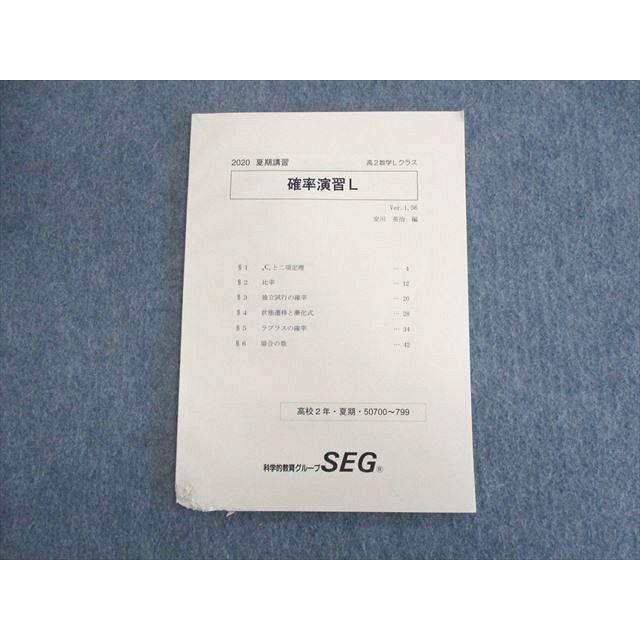 2020 夏期講習 高2数学Lクラス
確率演習L
Ver.1,56
安川 英治 編
§1 ₙCᵣと二項定理 … 4
§2 比率 … 12
§3 独立試行の確率 … 20
§4 状態遷移と漸化式 … 28
§5 ラプラスの確率 … 34
§6 場合の数 … 42
高校2年・夏期・50700～799
科学的教育グループSEG®